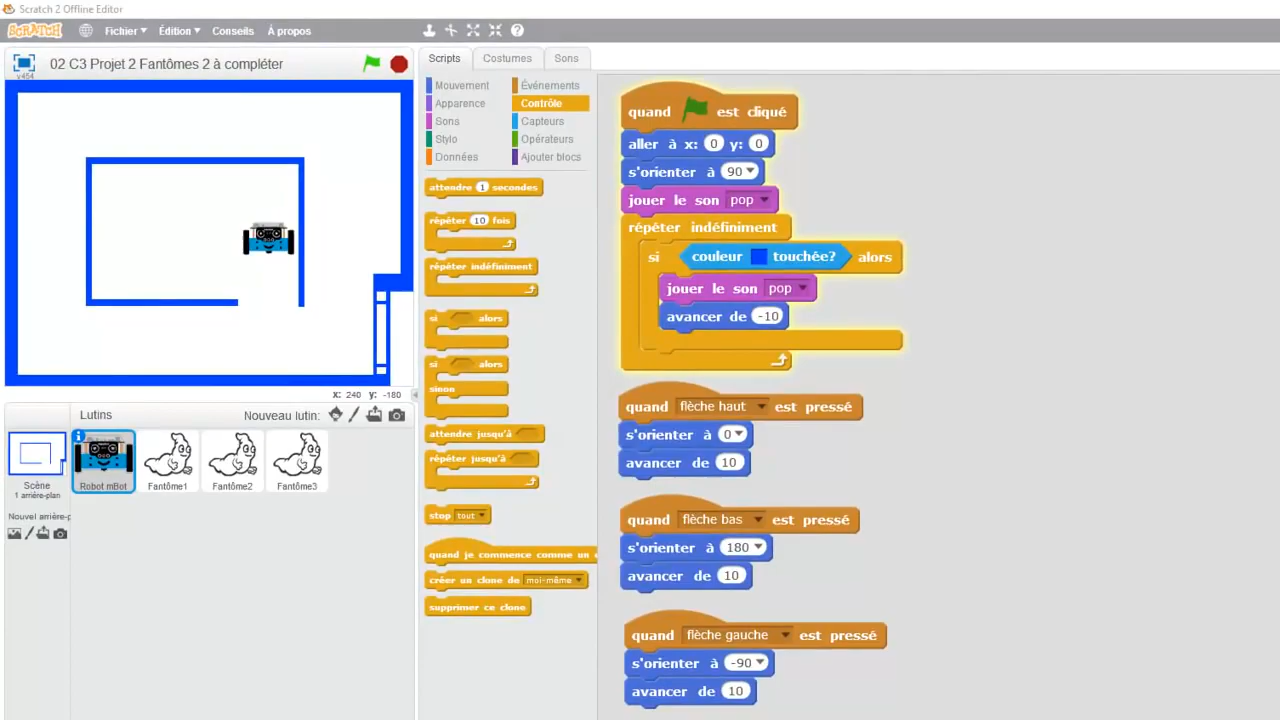 Scratch 2 Offline Editor
SCRATCH Fichier Édition Conseils À propos
02 C3 Projet 2 Fantômes 2 à compléter
v454
x: 240 y: -180
Lutins Nouveau lutin:
Scène
1 arrière-plan
Robot mBot Fantôme1 Fantôme2 Fantôme3
Nouvel arrière-p
Scripts Costumes Sons
Mouvement Événements
Apparence Contrôle
Sons Capteurs
Stylo Opérateurs
Données Ajouter blocs
attendre 1 secondes
répéter 10 fois
répéter indéfiniment
si alors
si alors
sinon
attendre jusqu'à
répéter jusqu'à
stop tout
quand je commence comme un c
créer un clone de moi-même
supprimer ce clone
quand est cliqué
aller à x: 0 y: 0
s'orienter à 90
jouer le son pop
répéter indéfiniment
si couleur touchée? alors
jouer le son pop
avancer de -10
quand flèche haut est pressé
s'orienter à 0
avancer de 10
quand flèche bas est pressé
s'orienter à 180
avancer de 10
quand flèche gauche est pressé
s'orienter à -90
avancer de 10